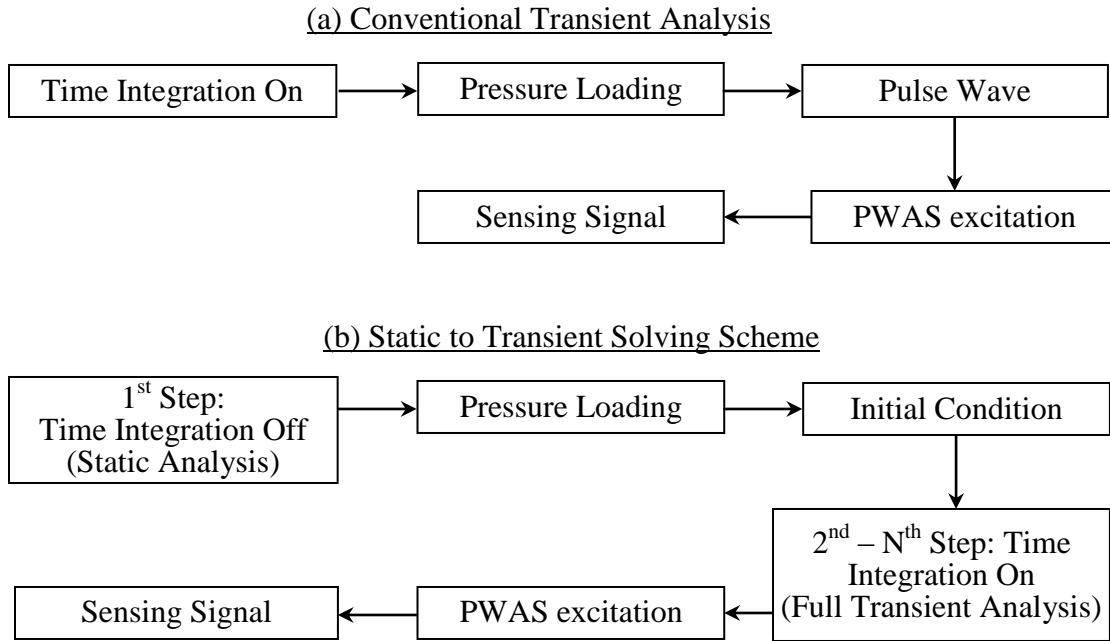 (a) Conventional Transient Analysis
Time Integration On
Pressure Loading
Pulse Wave
Sensing Signal
PWAS excitation
(b) Static to Transient Solving Scheme
1st Step:
Time Integration Off
(Static Analysis)
Pressure Loading
Initial Condition
2nd – Nth Step: Time
Integration On
(Full Transient Analysis)
Sensing Signal
PWAS excitation